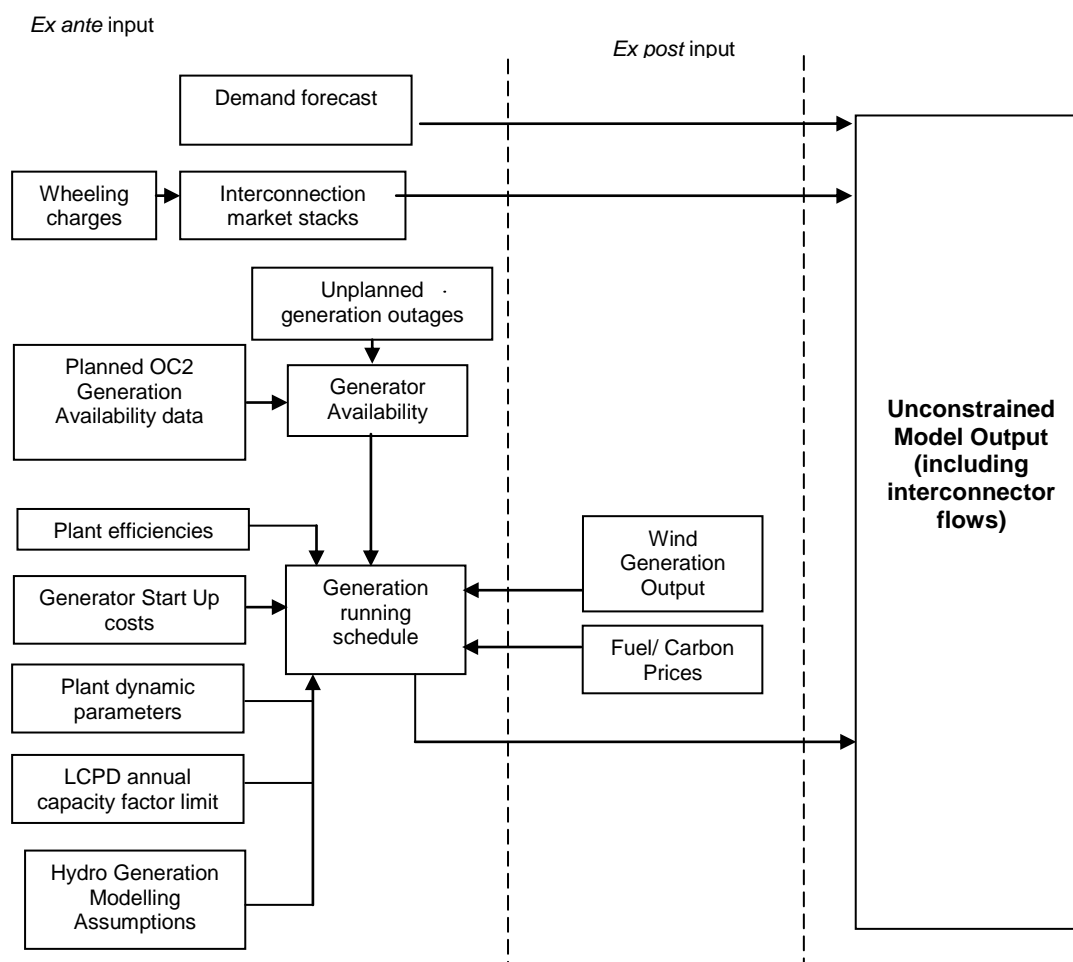 Ex ante input
Ex post input
Demand forecast
Wheeling
charges
Interconnection
market stacks
Unplanned
generation outages
Planned OC2
Generation
Availability data
Generator
Availability
Unconstrained
Model Output
(including
interconnector
flows)
Plant efficiencies
Generator Start Up
costs
Generation
running
schedule
Wind
Generation
Output
Fuel/ Carbon
Prices
Plant dynamic
parameters
LCPD annual
capacity factor limit
Hydro Generation
Modelling
Assumptions